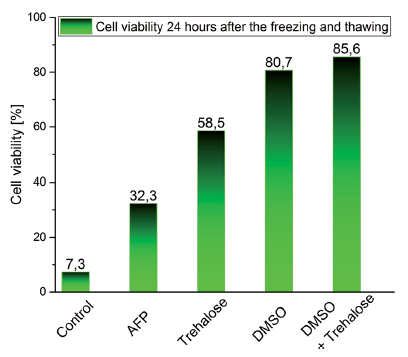 100
Cell viability 24 hours after the freezing and thawing
80
60
40
20
0
Cell viability [%]
7,3
32,3
58,5
80,7
85,6
Control
AFP
Trehalose
DMSO
DMSO
+ Trehalose